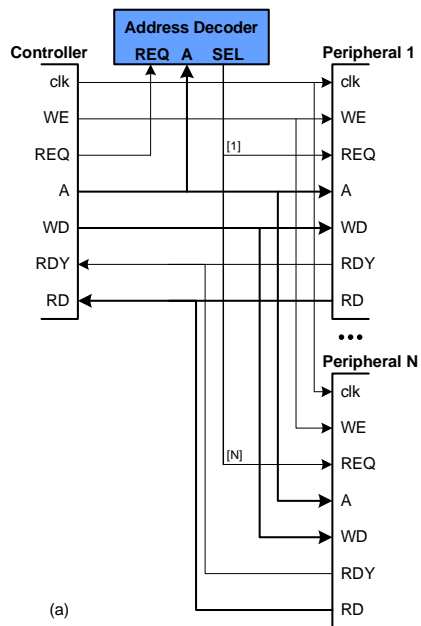 Address Decoder
REQ A SEL
Controller
clk
WE
REQ
A
WD
RDY
RD
Peripheral 1
clk
WE
REQ
A
WD
RDY
RD
[1]
•••
Peripheral N
clk
WE
REQ
A
WD
RDY
RD
[N]
(a)